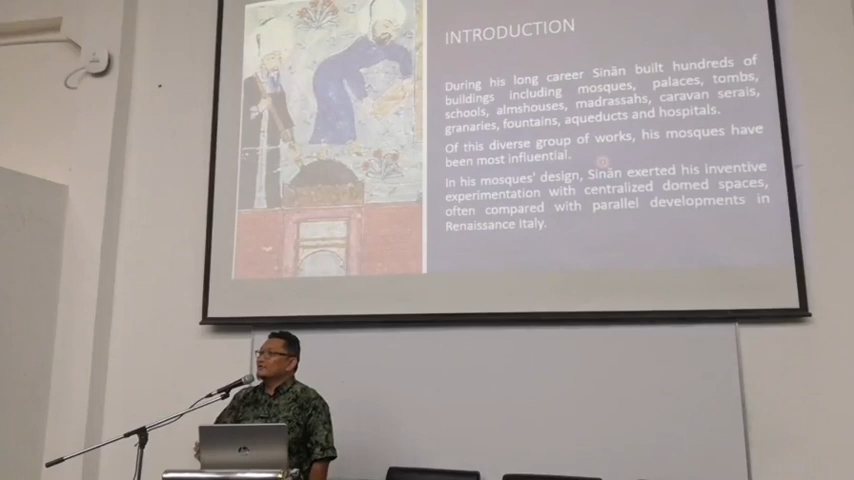 INTRODUCTION
During his long career Sinān built hundreds of
buildings including mosques, palaces, tombs,
schools, almshouses, madrassahs, caravan serais,
granaries, fountains, aqueducts and hospitals.
Of this diverse group of works, his mosques have
been most influential.
In his mosques' design, Sinān exerted his inventive
experimentation with centralized domed spaces,
often compared with parallel developments in
Renaissance Italy.
hp